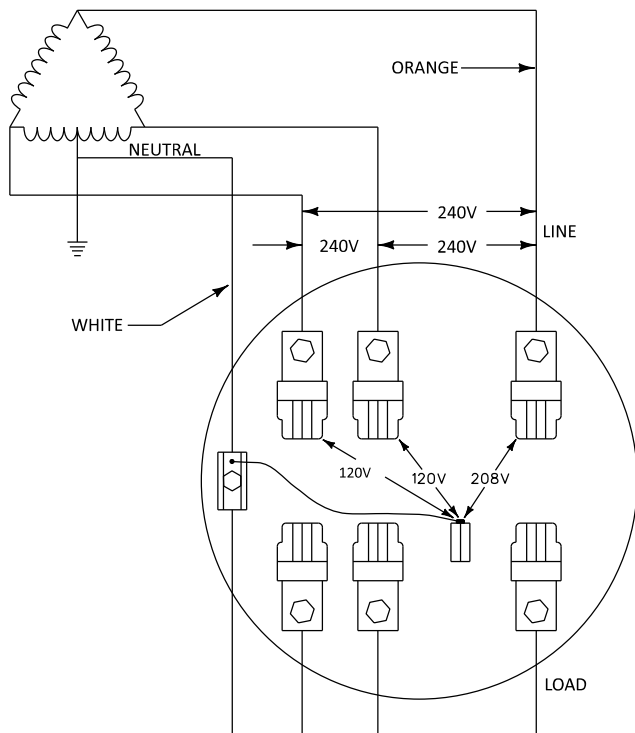 ORANGE
NEUTRAL
240V
LINE
240V
240V
WHITE
120V
120V
208V
LOAD